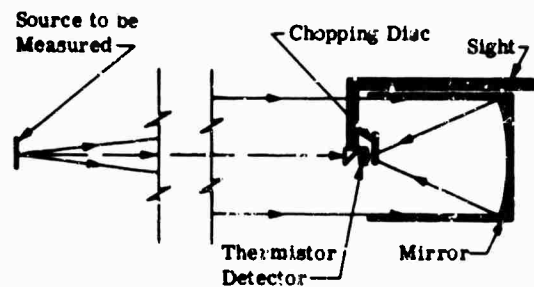 Source to be
Measured
Chopping Disc
Sight
Thermistor
Detector
Mirror